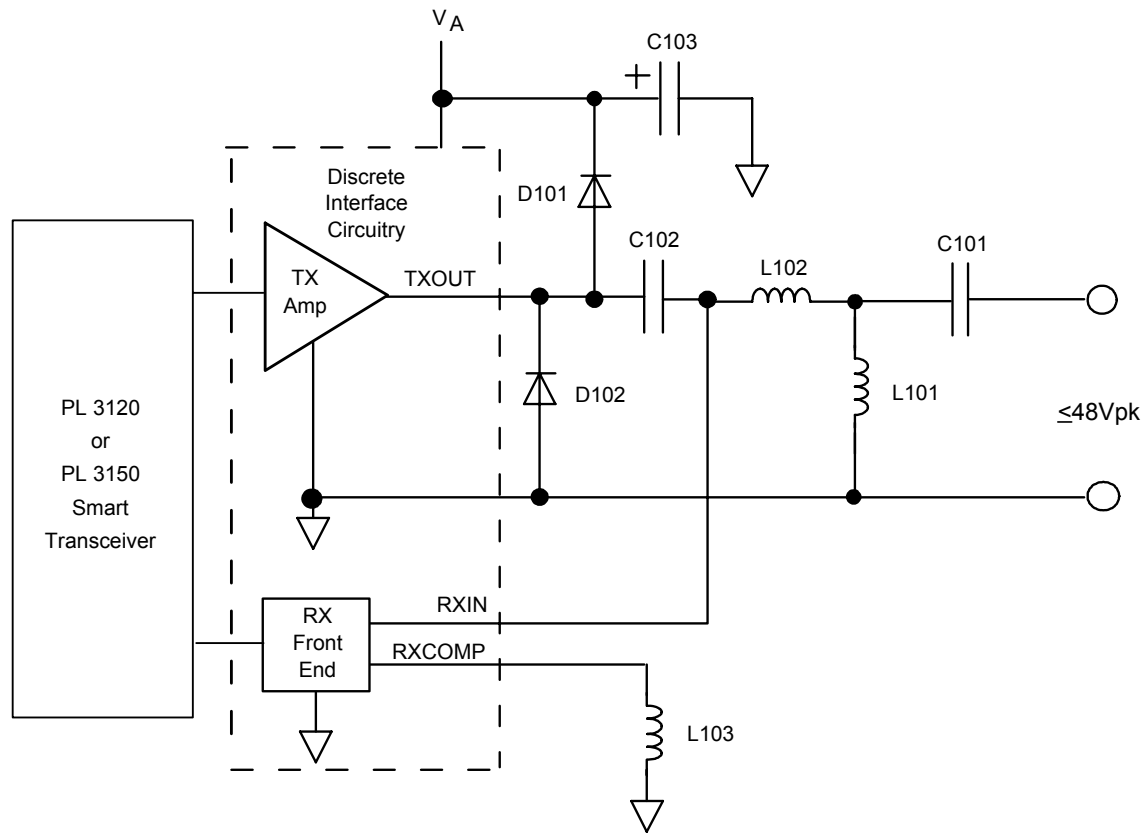 V A
C103
+
Discrete
Interface
Circuitry
D101
C102
C101
L102
TX
Amp
TXOUT
D102
L101
≤48Vpk
PL 3120
or
PL 3150
Smart
Transceiver
RX
Front
End
RXIN
RXCOMP
L103